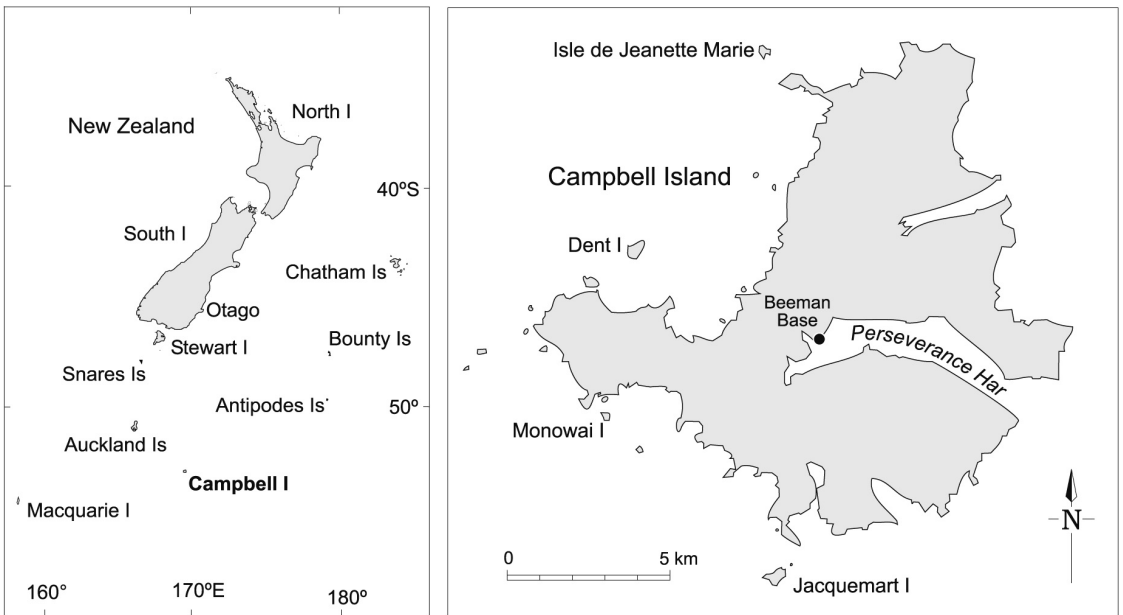 North I
New Zealand
40ºS
South I
Chatham Is
Otago
Bounty Is
Stewart I
Snares Is
Antipodes Is
50º
Auckland Is
Campbell I
Macquarie I
160º
170ºE
180º
Isle de Jeanette Marie
Campbell Island
Dent I
Beeman
Base
Perseverance Har
Monowai I
N
0
5 km
Jacquemart I